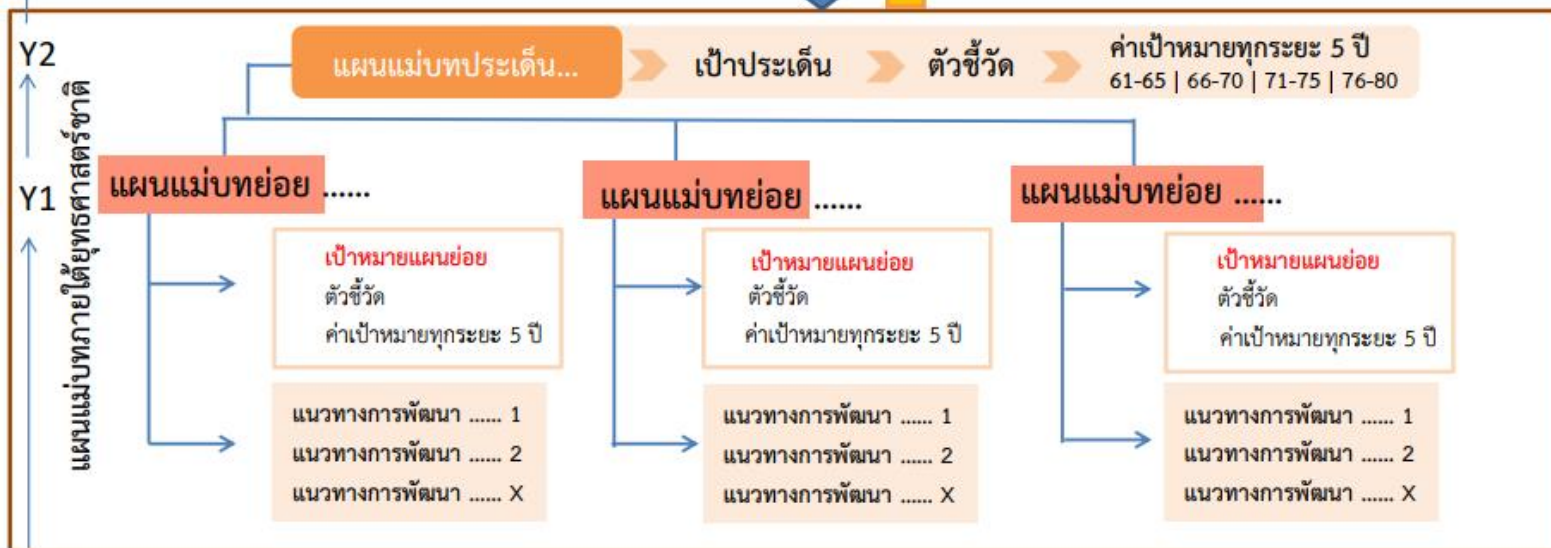 Y2
แผนแม่บทประเด็น...
เป้าประเด็น
ตัวชี้วัด
ค่าเป้าหมายทุกระยะ 5 ปี
61-65 | 66-70 | 71-75 | 76-80
แผนแม่บทภายใต้ยุทธศาสตร์ชาติ
Y1
แผนแม่บทย่อย ......
แผนแม่บทย่อย ......
แผนแม่บทย่อย ......
เป้าหมายแผนย่อย
ตัวชี้วัด
ค่าเป้าหมายทุกระยะ 5 ปี
เป้าหมายแผนย่อย
ตัวชี้วัด
ค่าเป้าหมายทุกระยะ 5 ปี
เป้าหมายแผนย่อย
ตัวชี้วัด
ค่าเป้าหมายทุกระยะ 5 ปี
แนวทางการพัฒนา ...... 1
แนวทางการพัฒนา ...... 2
แนวทางการพัฒนา ...... X
แนวทางการพัฒนา ...... 1
แนวทางการพัฒนา ...... 2
แนวทางการพัฒนา ...... X
แนวทางการพัฒนา ...... 1
แนวทางการพัฒนา ...... 2
แนวทางการพัฒนา ...... X